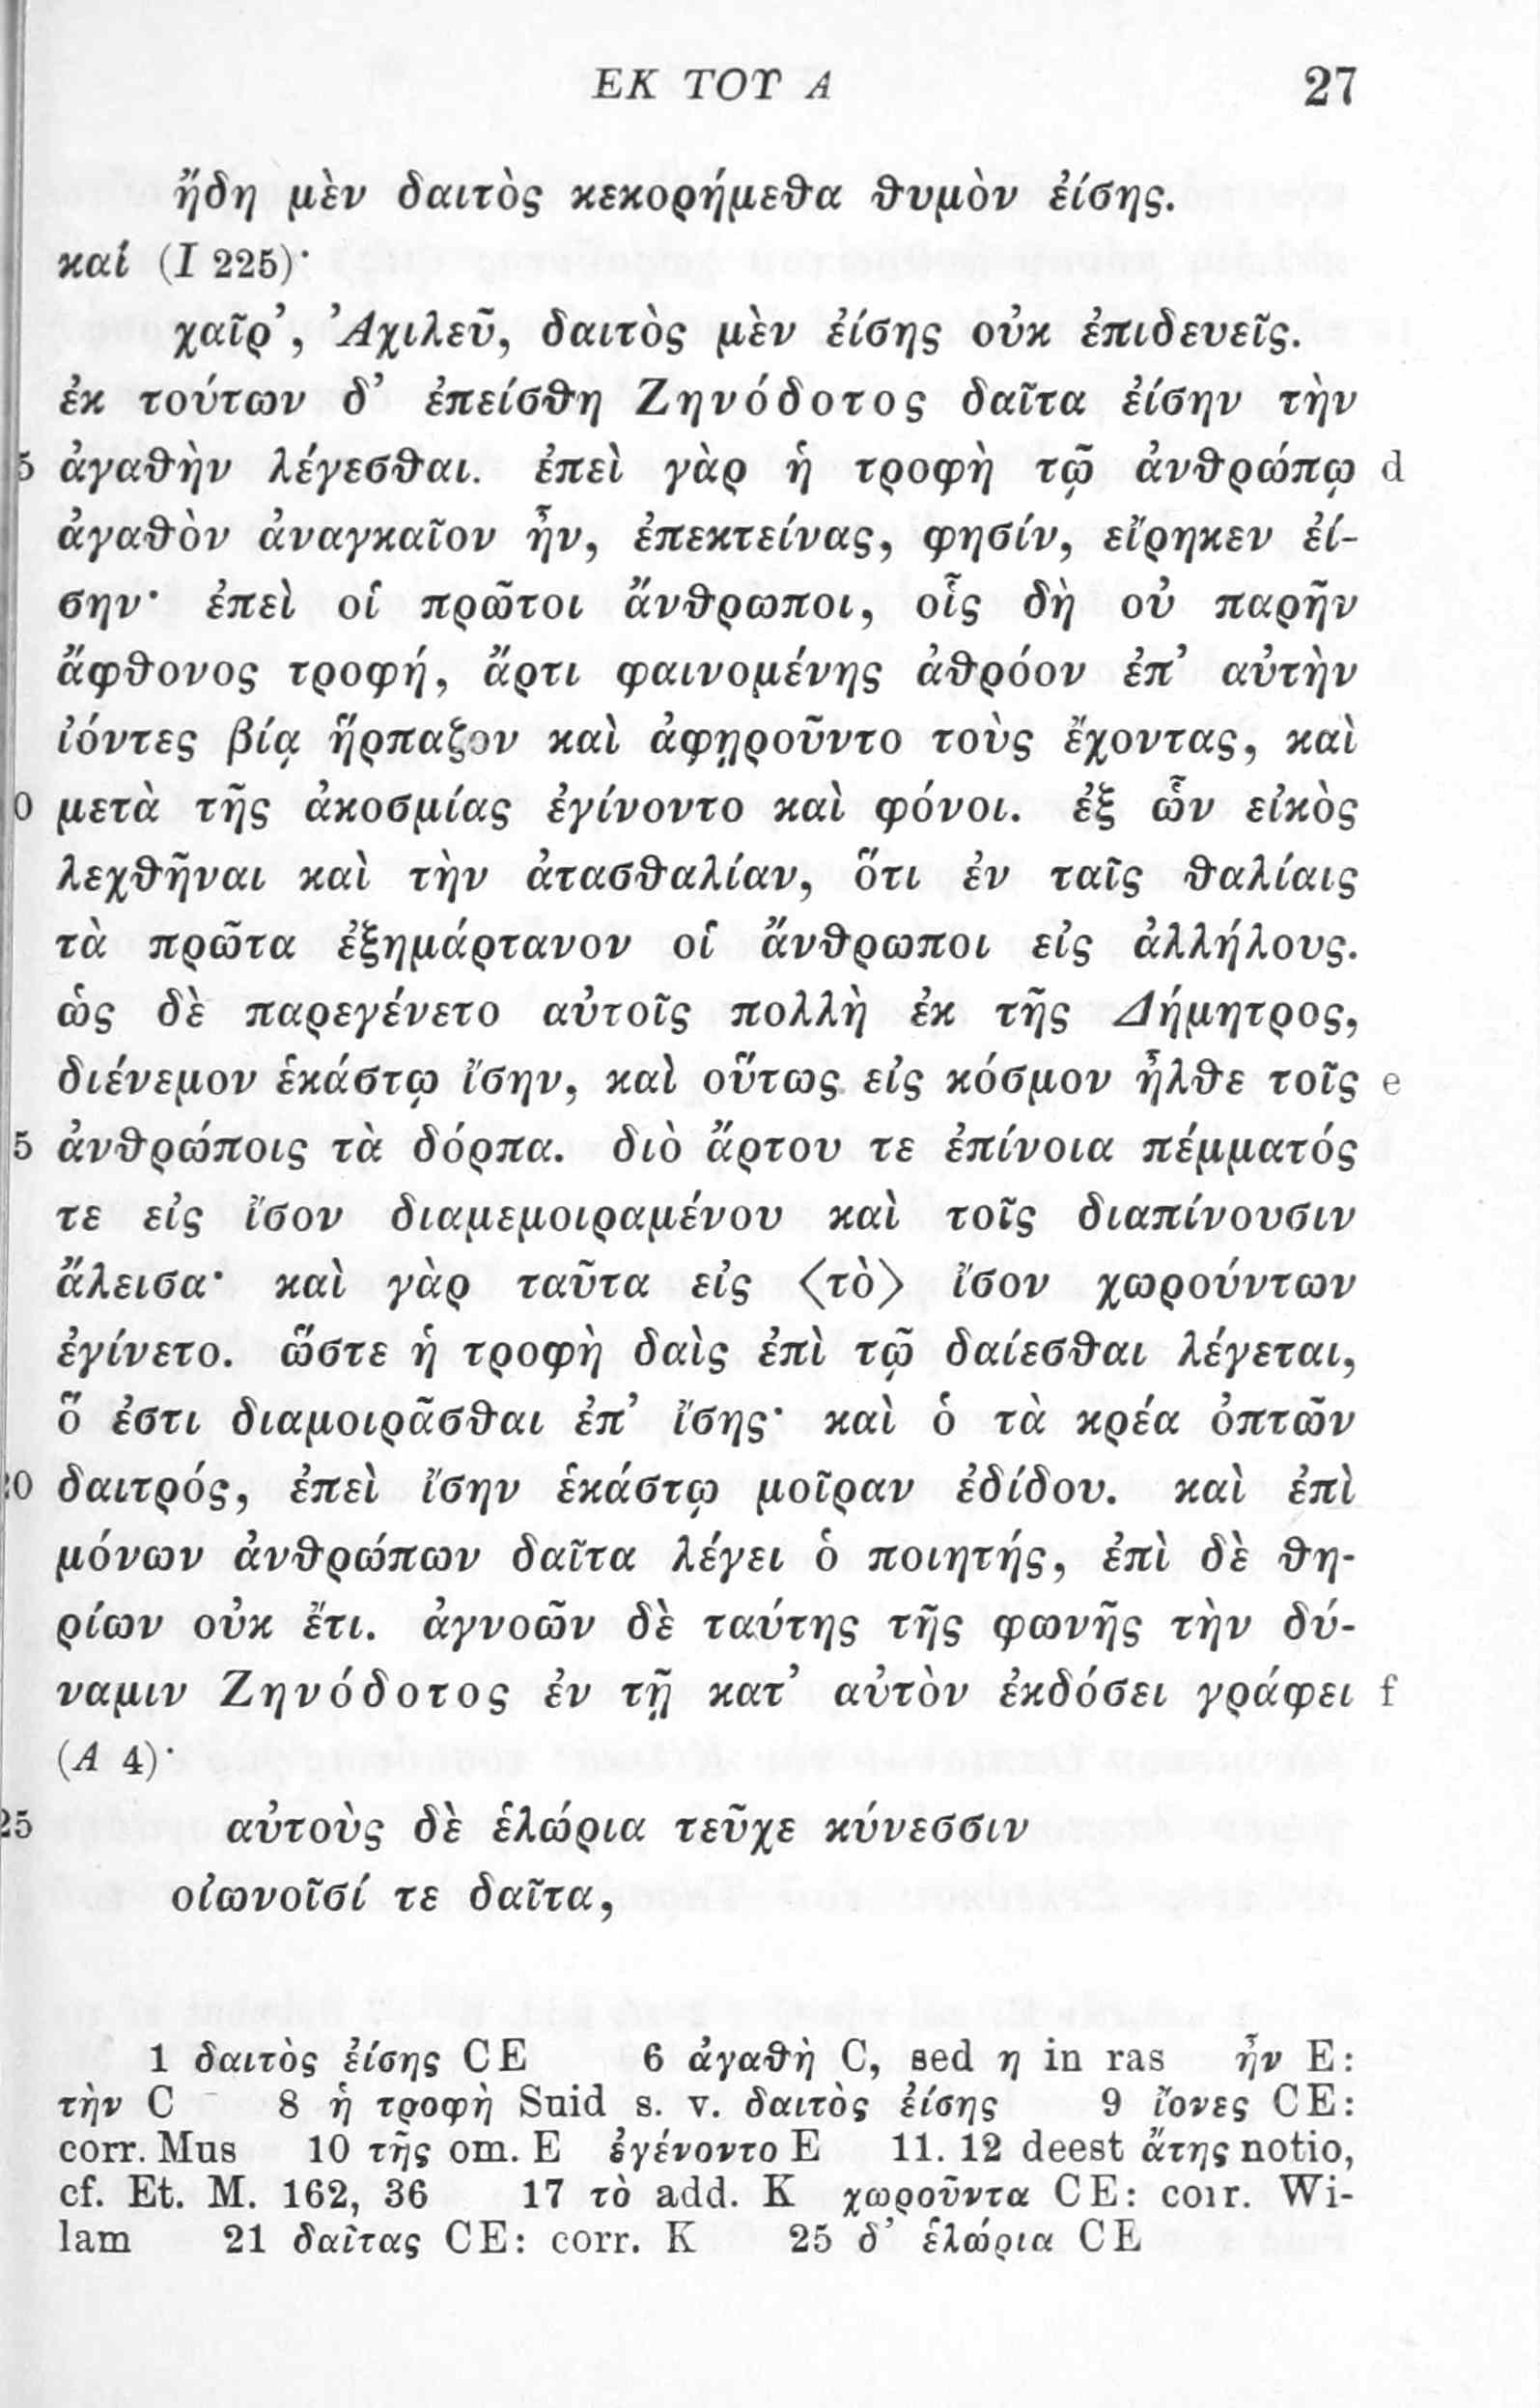 ΕΚ ΤΟΥ Α 27
ἤδη μὲν δαιτὸς κεκορήμεθα θυμὸν ἐίσης.
καί (I 225)·
χαῖρ᾽, Ἀχιλεῦ, δαιτὸς μὲν ἐίσης οὐκ ἐπιδευεῖς.
ἐκ τούτων δ᾽ ἐπείσθη Ζηνόδοτος δαῖτα ἐίσην τὴν
5 ἀγαθὴν λέγεσθαι. ἐπεὶ γὰρ ἡ τροφὴ τῷ ἀνθρώπῳ d
ἀγαθὸν ἀναγκαῖον ἦν, ἐπεκτείνας, φησίν, εἴρηκεν ἐί-
σην· ἐπεὶ οἱ πρῶτοι ἄνθρωποι, οἷς δὴ οὐ παρῆν
ἄφθονος τροφή, ἄρτι φαινομένης ἀθρόον ἐπ᾽ αὐτὴν
ἰόντες βίᾳ ἥρπαζον καὶ ἀφῃροῦντο τοὺς ἔχοντας, καὶ
0 μετὰ τῆς ἀκοσμίας ἐγίνοντο καὶ φόνοι. ἐξ ὧν εἰκὸς
λεχθῆναι καὶ τὴν ἀτασθαλίαν, ὅτι ἐν ταῖς θαλίαις
τὰ πρῶτα ἐξημάρτανον οἱ ἄνθρωποι εἰς ἀλλήλους.
ὡς δὲ παρεγένετο αὐτοῖς πολλὴ ἐκ τῆς Δήμητρος,
διένεμον ἑκάστῳ ἴσην, καὶ οὕτως εἰς κόσμον ἦλθε τοῖς e
5 ἀνθρώποις τὰ δόρπα. διὸ ἄρτου τε ἐπίνοια πέμματός
τε εἰς ἴσον διαμεμοιραμένου καὶ τοῖς διαπίνουσιν
ἄλεισα· καὶ γὰρ ταῦτα εἰς ⟨τὸ⟩ ἴσον χωρούντων
ἐγίνετο. ὥστε ἡ τροφὴ δαὶς ἐπὶ τῷ δαίεσθαι λέγεται,
ὅ ἐστι διαμοιρᾶσθαι ἐπ᾽ ἴσης· καὶ ὁ τὰ κρέα ὀπτῶν
20 δαιτρός, ἐπεὶ ἴσην ἑκάστῳ μοῖραν ἐδίδου. καὶ ἐπὶ
μόνων ἀνθρώπων δαῖτα λέγει ὁ ποιητής, ἐπὶ δὲ θη-
ρίων οὐκ ἔτι. ἀγνοῶν δὲ ταύτης τῆς φωνῆς τὴν δύ-
ναμιν Ζηνόδοτος ἐν τῇ κατ᾽ αὐτὸν ἐκδόσει γράφει f
(Α 4)·
25 αὐτοὺς δὲ ἑλώρια τεῦχε κύνεσσιν
οἰωνοῖσί τε δαῖτα,
1 δαιτὸς ἐίσης CE 6 ἀγαθὴ C, sed η in ras ἦν E:
τὴν C 8 ἡ τροφὴ Suid s. v. δαιτὸς ἐίσης 9 ἴονες CE:
corr. Mus 10 τῆς om. E ἐγένοντο E 11. 12 deest ἄτης notio,
cf. Et. M. 162, 36 17 τὸ add. K χωροῦντα CE: corr. Wi-
lam 21 δαῖτας CE: corr. K 25 δ᾽ ἑλώρια CE